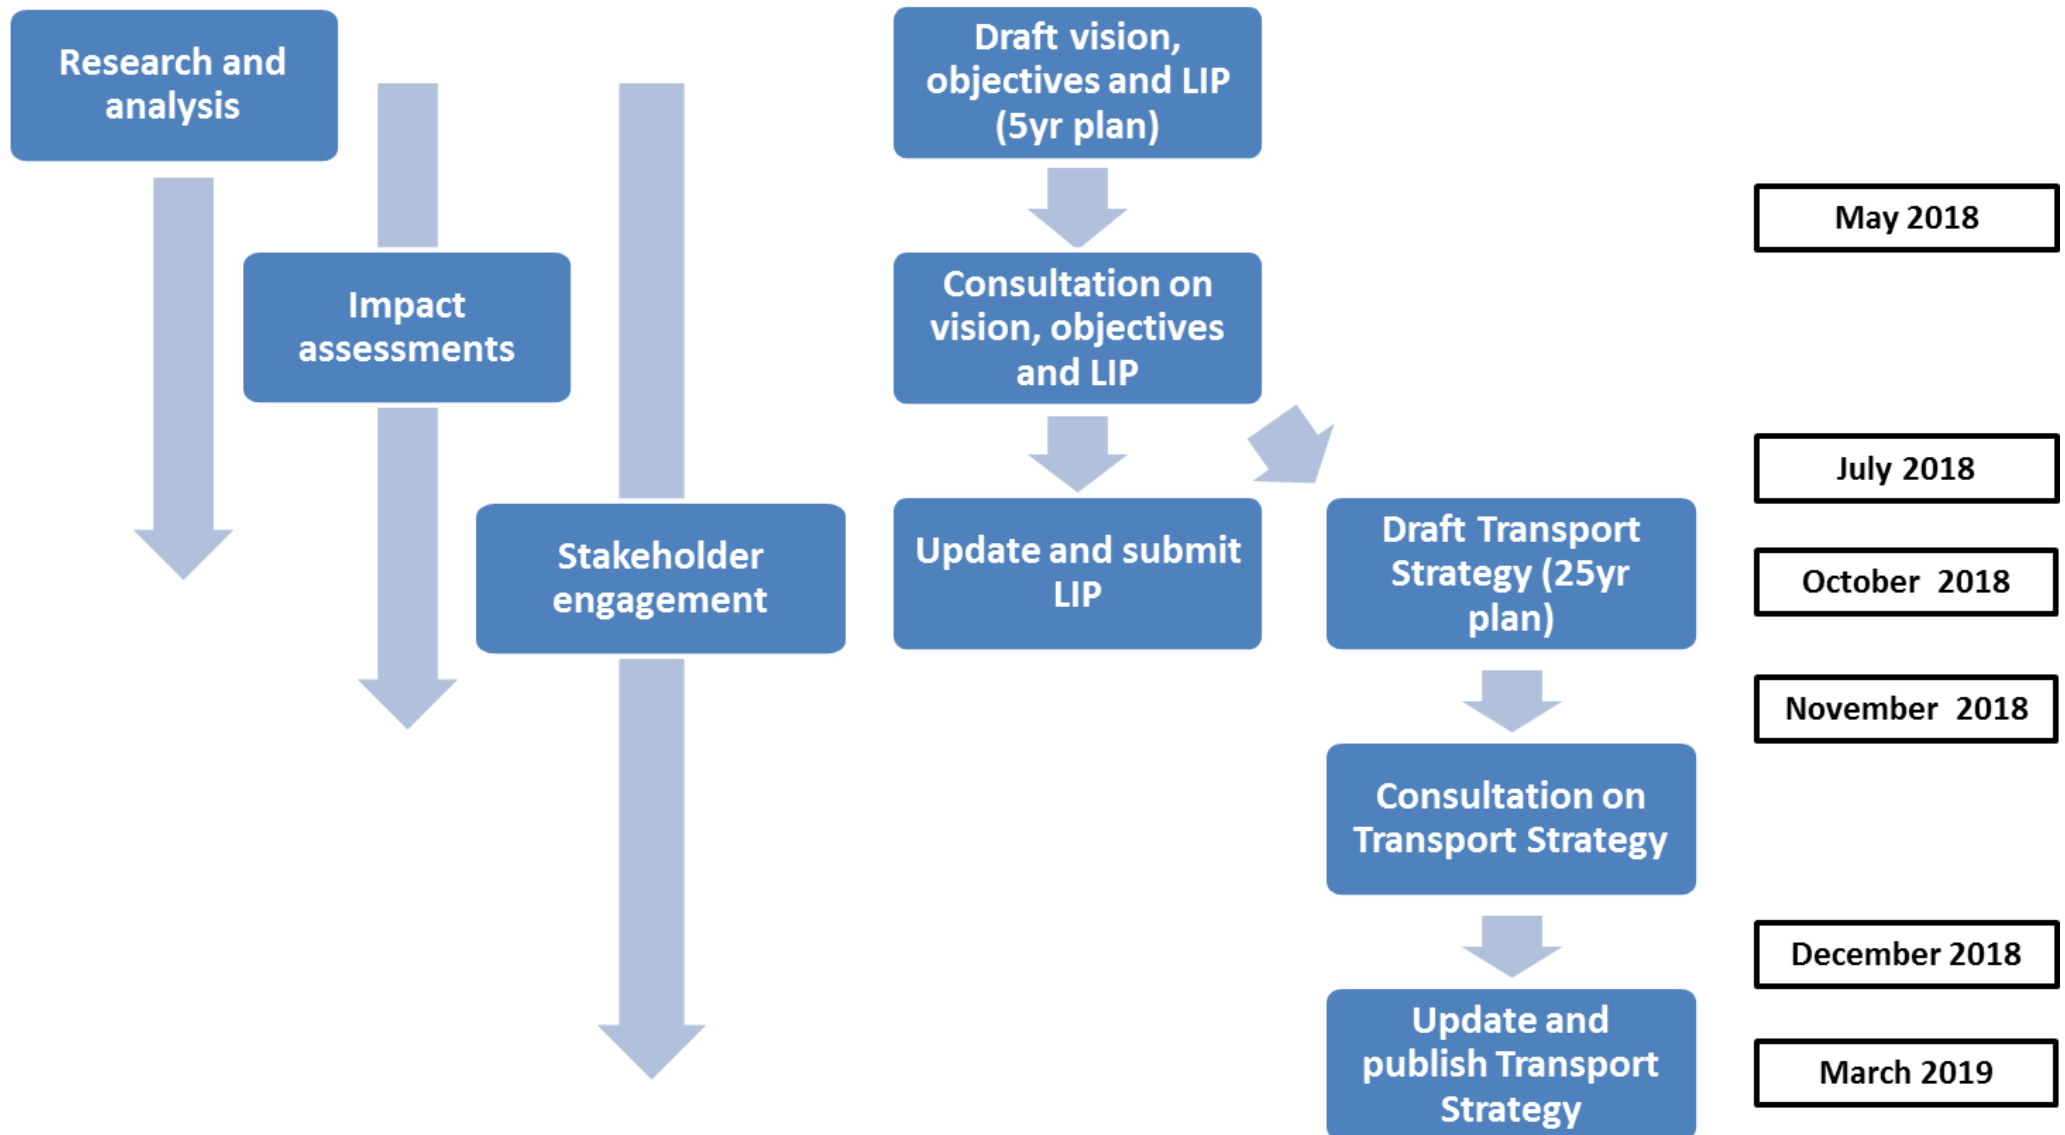 Research and
analysis
Draft vision,
objectives and LIP
(5yr plan)
May 2018
Impact
assessments
Consultation on
vision, objectives
and LIP
July 2018
Stakeholder
engagement
Update and submit
LIP
Draft Transport
Strategy (25yr
plan)
October 2018
November 2018
Consultation on
Transport Strategy
December 2018
Update and
publish Transport
Strategy
March 2019